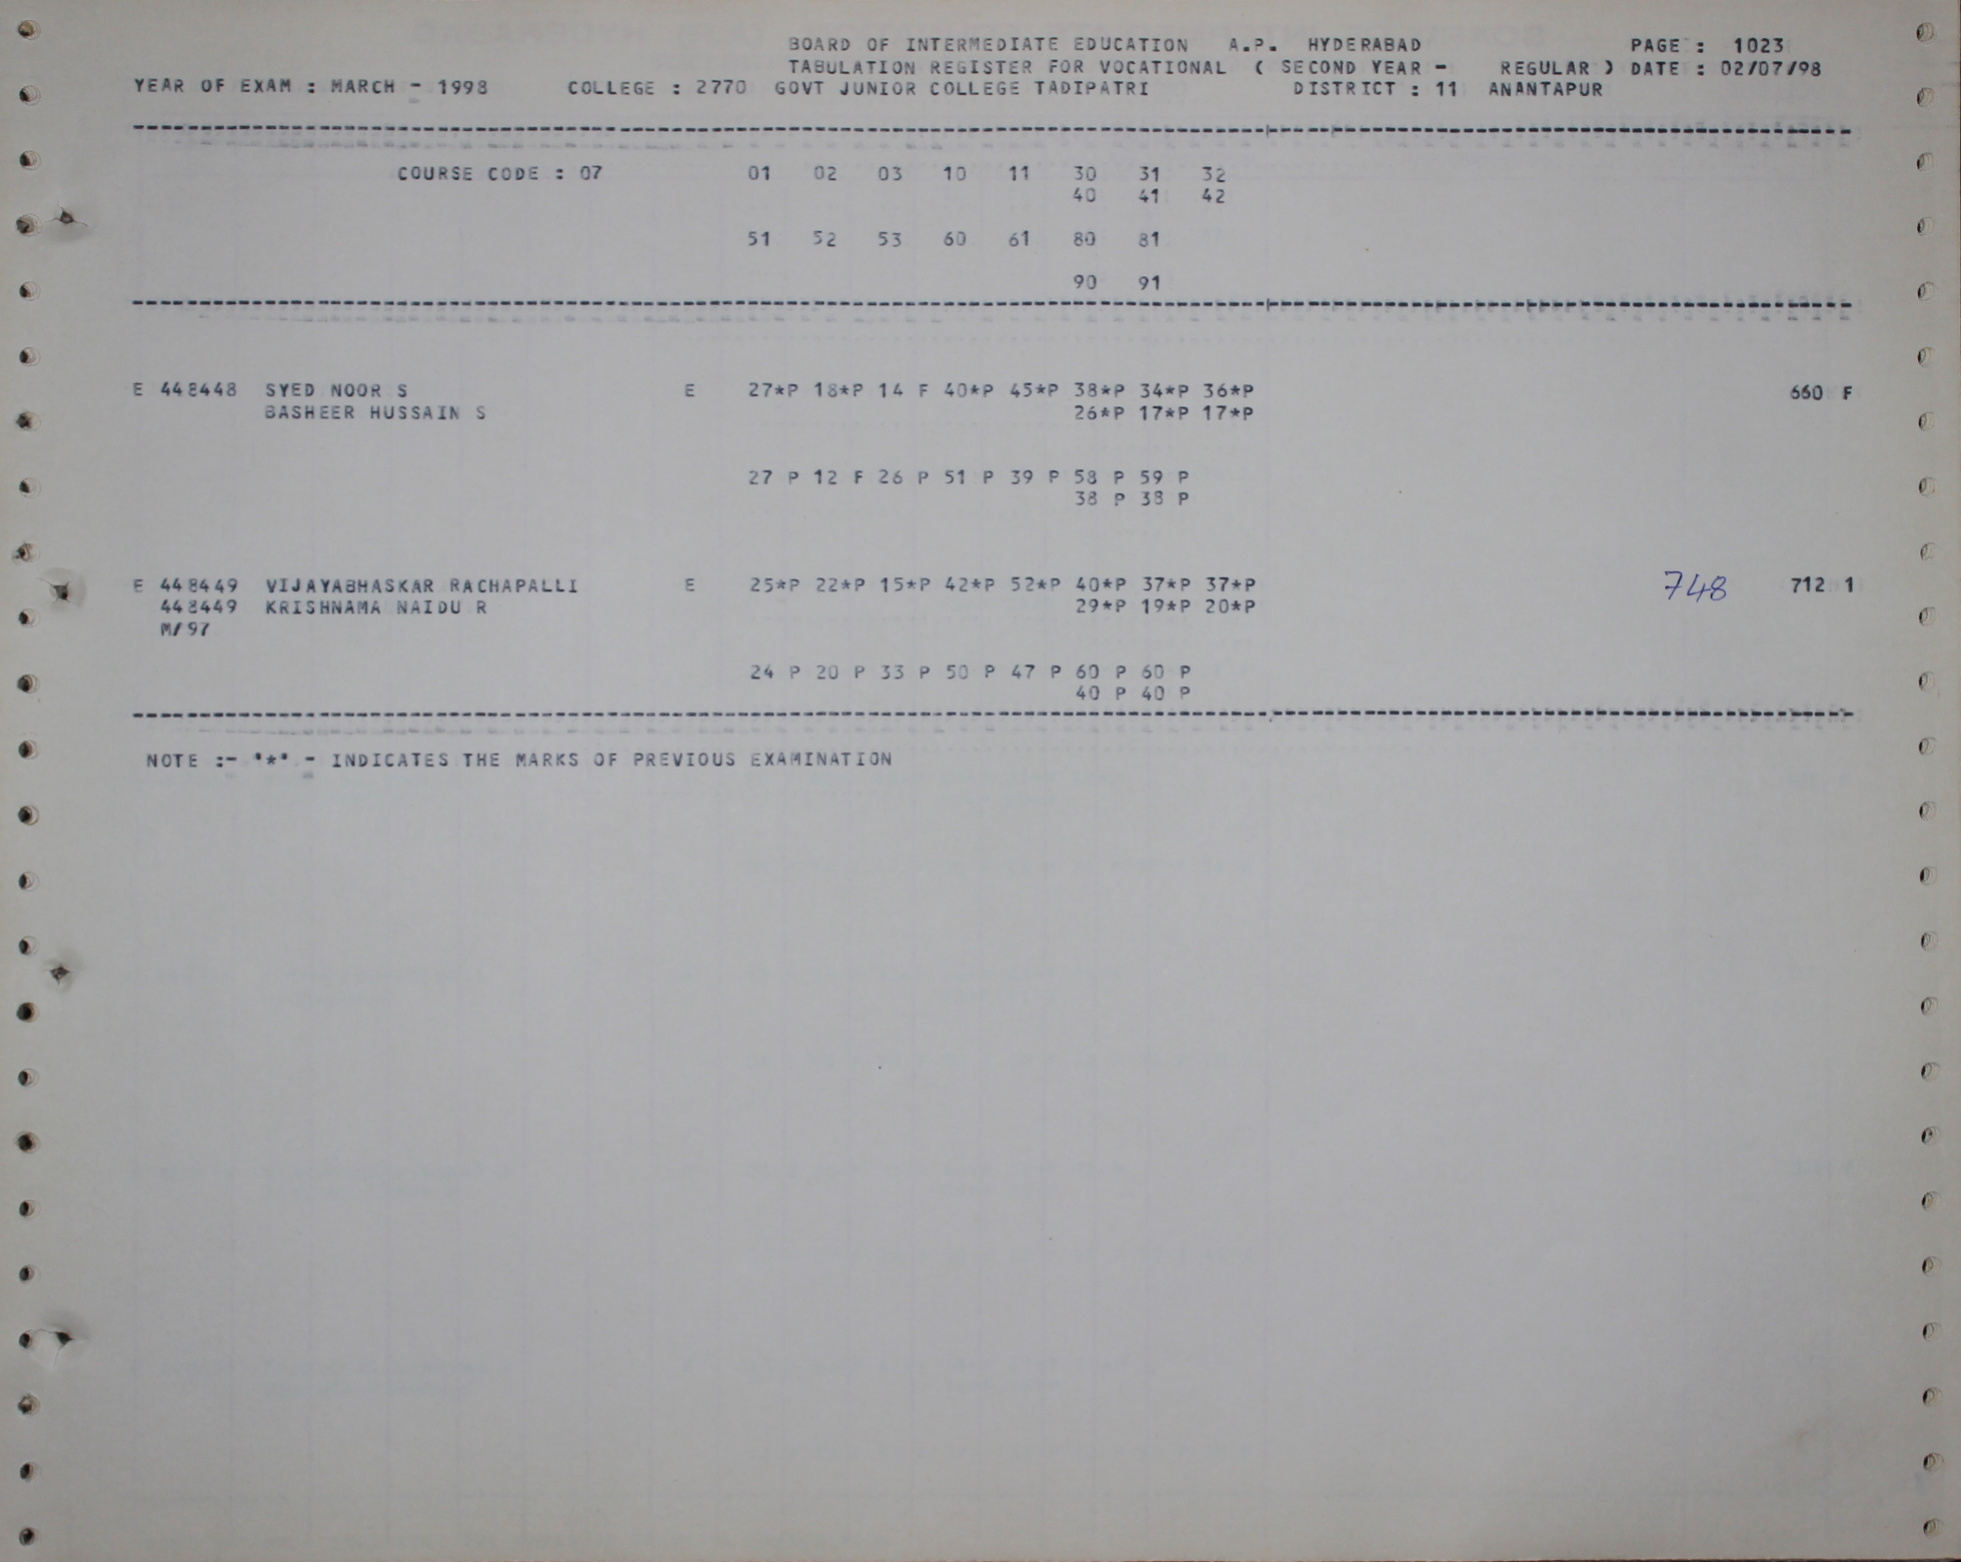 BOARD OF INTERMEDIATE EDUCATION A.P. HYDERABAD PAGE : 1023
TABULATION REGISTER FOR VOCATIONAL ( SECOND YEAR - REGULAR ) DATE : 02/07/98
YEAR OF EXAM : MARCH - 1998 COLLEGE : 2770 GOVT JUNIOR COLLEGE TADIPATRI DISTRICT : 11 ANANTAPUR
COURSE CODE : 07 01 02 03 10 11 30 31 32
40 41 42
51 52 53 60 61 80 81
90 91
E 448448 SYED NOOR S E 27*P 18*P 14 F 40*P 45*P 38*P 34*P 36*P 660 F
BASHEER HUSSAIN S 26*P 17*P 17*P
27 P 12 F 26 P 51 P 39 P 58 P 59 P
38 P 38 P
E 448449 VIJAYABHASKAR RACHAPALLI E 25*P 22*P 15*P 42*P 52*P 40*P 37*P 37*P 748 712 1
448449 KRISHNAMA NAIDU R 29*P 19*P 20*P
M/97
24 P 20 P 33 P 50 P 47 P 60 P 60 P
40 P 40 P
NOTE :- "*" - INDICATES THE MARKS OF PREVIOUS EXAMINATION